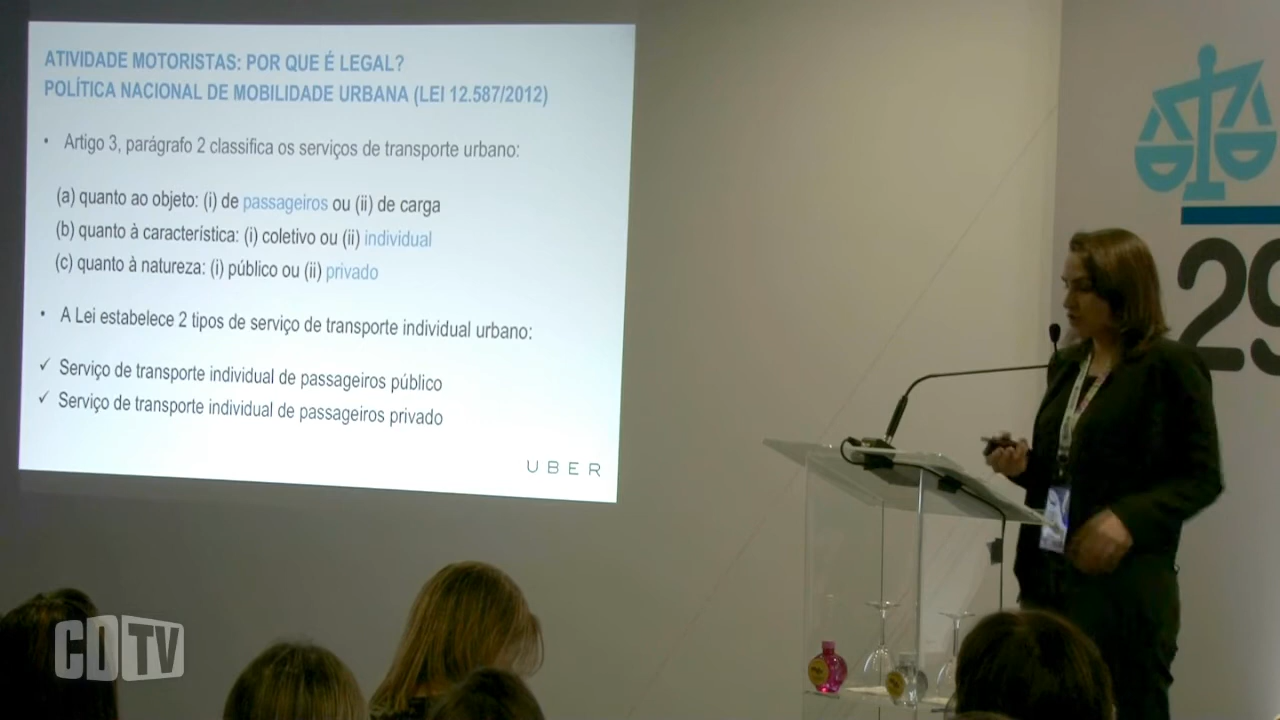 ATIVIDADE MOTORISTAS: POR QUE É LEGAL?
POLÍTICA NACIONAL DE MOBILIDADE URBANA (LEI 12.587/2012)
• Artigo 3, parágrafo 2 classifica os serviços de transporte urbano:
(a) quanto ao objeto: (i) de passageiros ou (ii) de carga
(b) quanto à característica: (i) coletivo ou (ii) individual
(c) quanto à natureza: (i) público ou (ii) privado
• A Lei estabelece 2 tipos de serviço de transporte individual urbano:
✓ Serviço de transporte individual de passageiros público
✓ Serviço de transporte individual de passageiros privado
UBER
29
CDTV